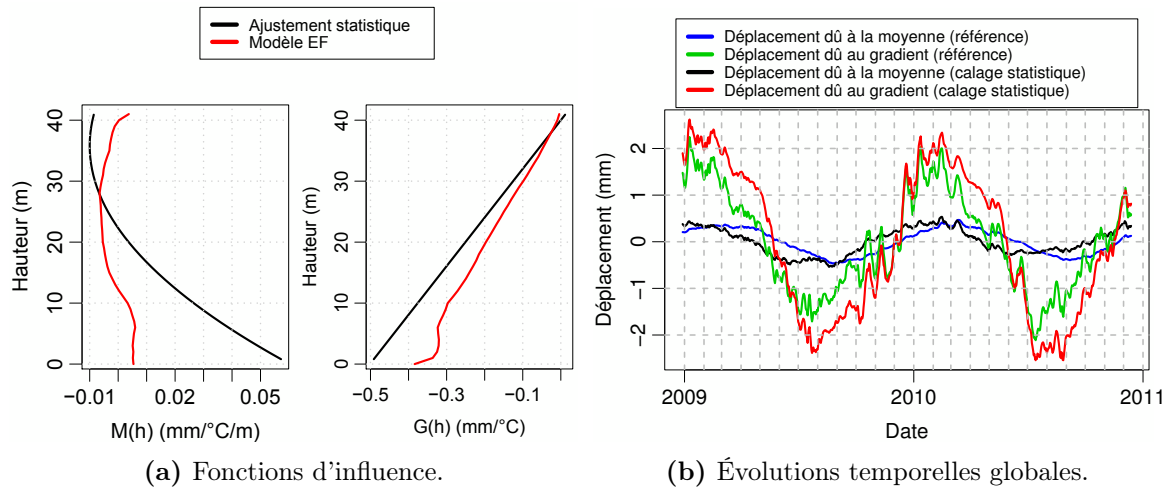 Ajustement statistique
Modèle EF
Hauteur (m)
0 10 20 30 40
−0.01 0.02 0.05
M(h) (mm/°C/m)
Hauteur (m)
0 10 20 30 40
−0.5 −0.3 −0.1
G(h) (mm/°C)
(a) Fonctions d'influence.
Déplacement dû à la moyenne (référence)
Déplacement dû au gradient (référence)
Déplacement dû à la moyenne (calage statistique)
Déplacement dû au gradient (calage statistique)
Déplacement (mm)
−2 −1 0 1 2
2009 2010 2011
Date
(b) Évolutions temporelles globales.